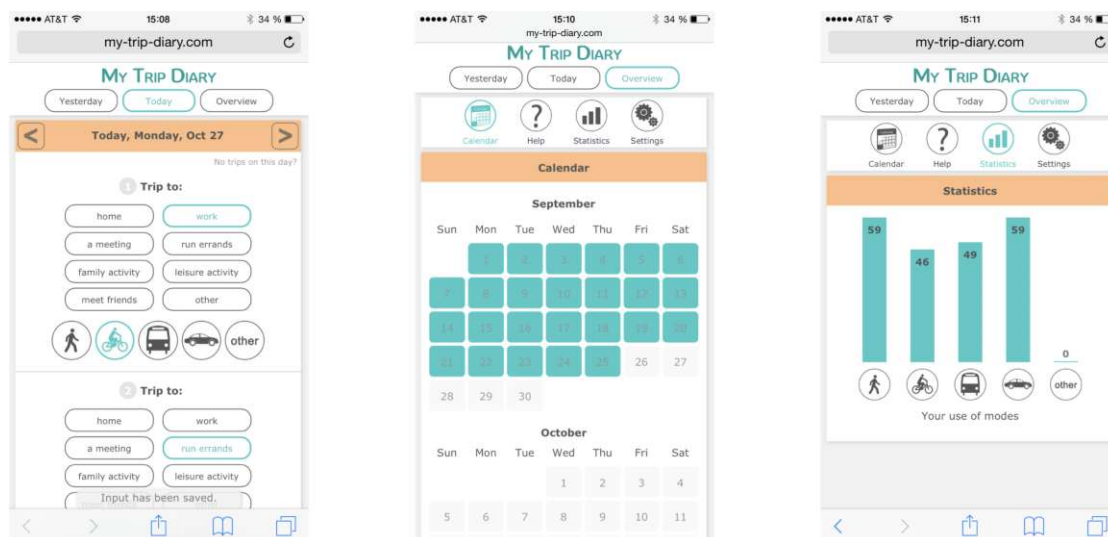 AT&T 15:08 34 %
my-trip-diary.com
MY TRIP DIARY
Yesterday Today Overview
< Today, Monday, Oct 27 >
No trips on this day?
1 Trip to:
home work
a meeting run errands
family activity leisure activity
meet friends other
other
2 Trip to:
home work
a meeting run errands
family activity leisure activity
Input has been saved.
AT&T 15:10 34 %
my-trip-diary.com
MY TRIP DIARY
Yesterday Today Overview
Calendar Help Statistics Settings
Calendar
September
Sun Mon Tue Wed Thu Fri Sat
1 2 3 4 5 6
7 8 9 10 11 12 13
14 15 16 17 18 19 20
21 22 23 24 25 26 27
28 29 30
October
Sun Mon Tue Wed Thu Fri Sat
1 2 3 4
5 6 7 8 9 10 11
AT&T 15:11 34 %
my-trip-diary.com
MY TRIP DIARY
Yesterday Today Overview
Calendar Help Statistics Settings
Statistics
59 46 49 59 0
other
Your use of modes